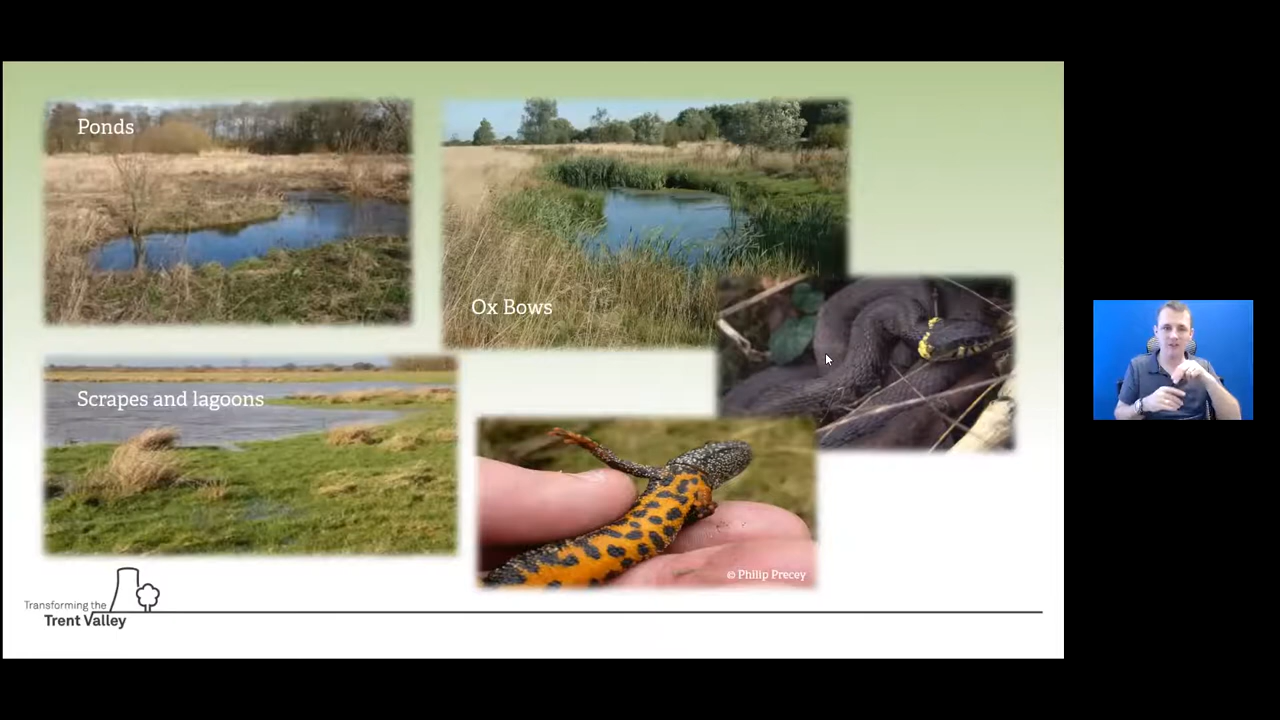 Ponds
Ox Bows
Scrapes and lagoons
© Philip Precey
Transforming the
Trent Valley